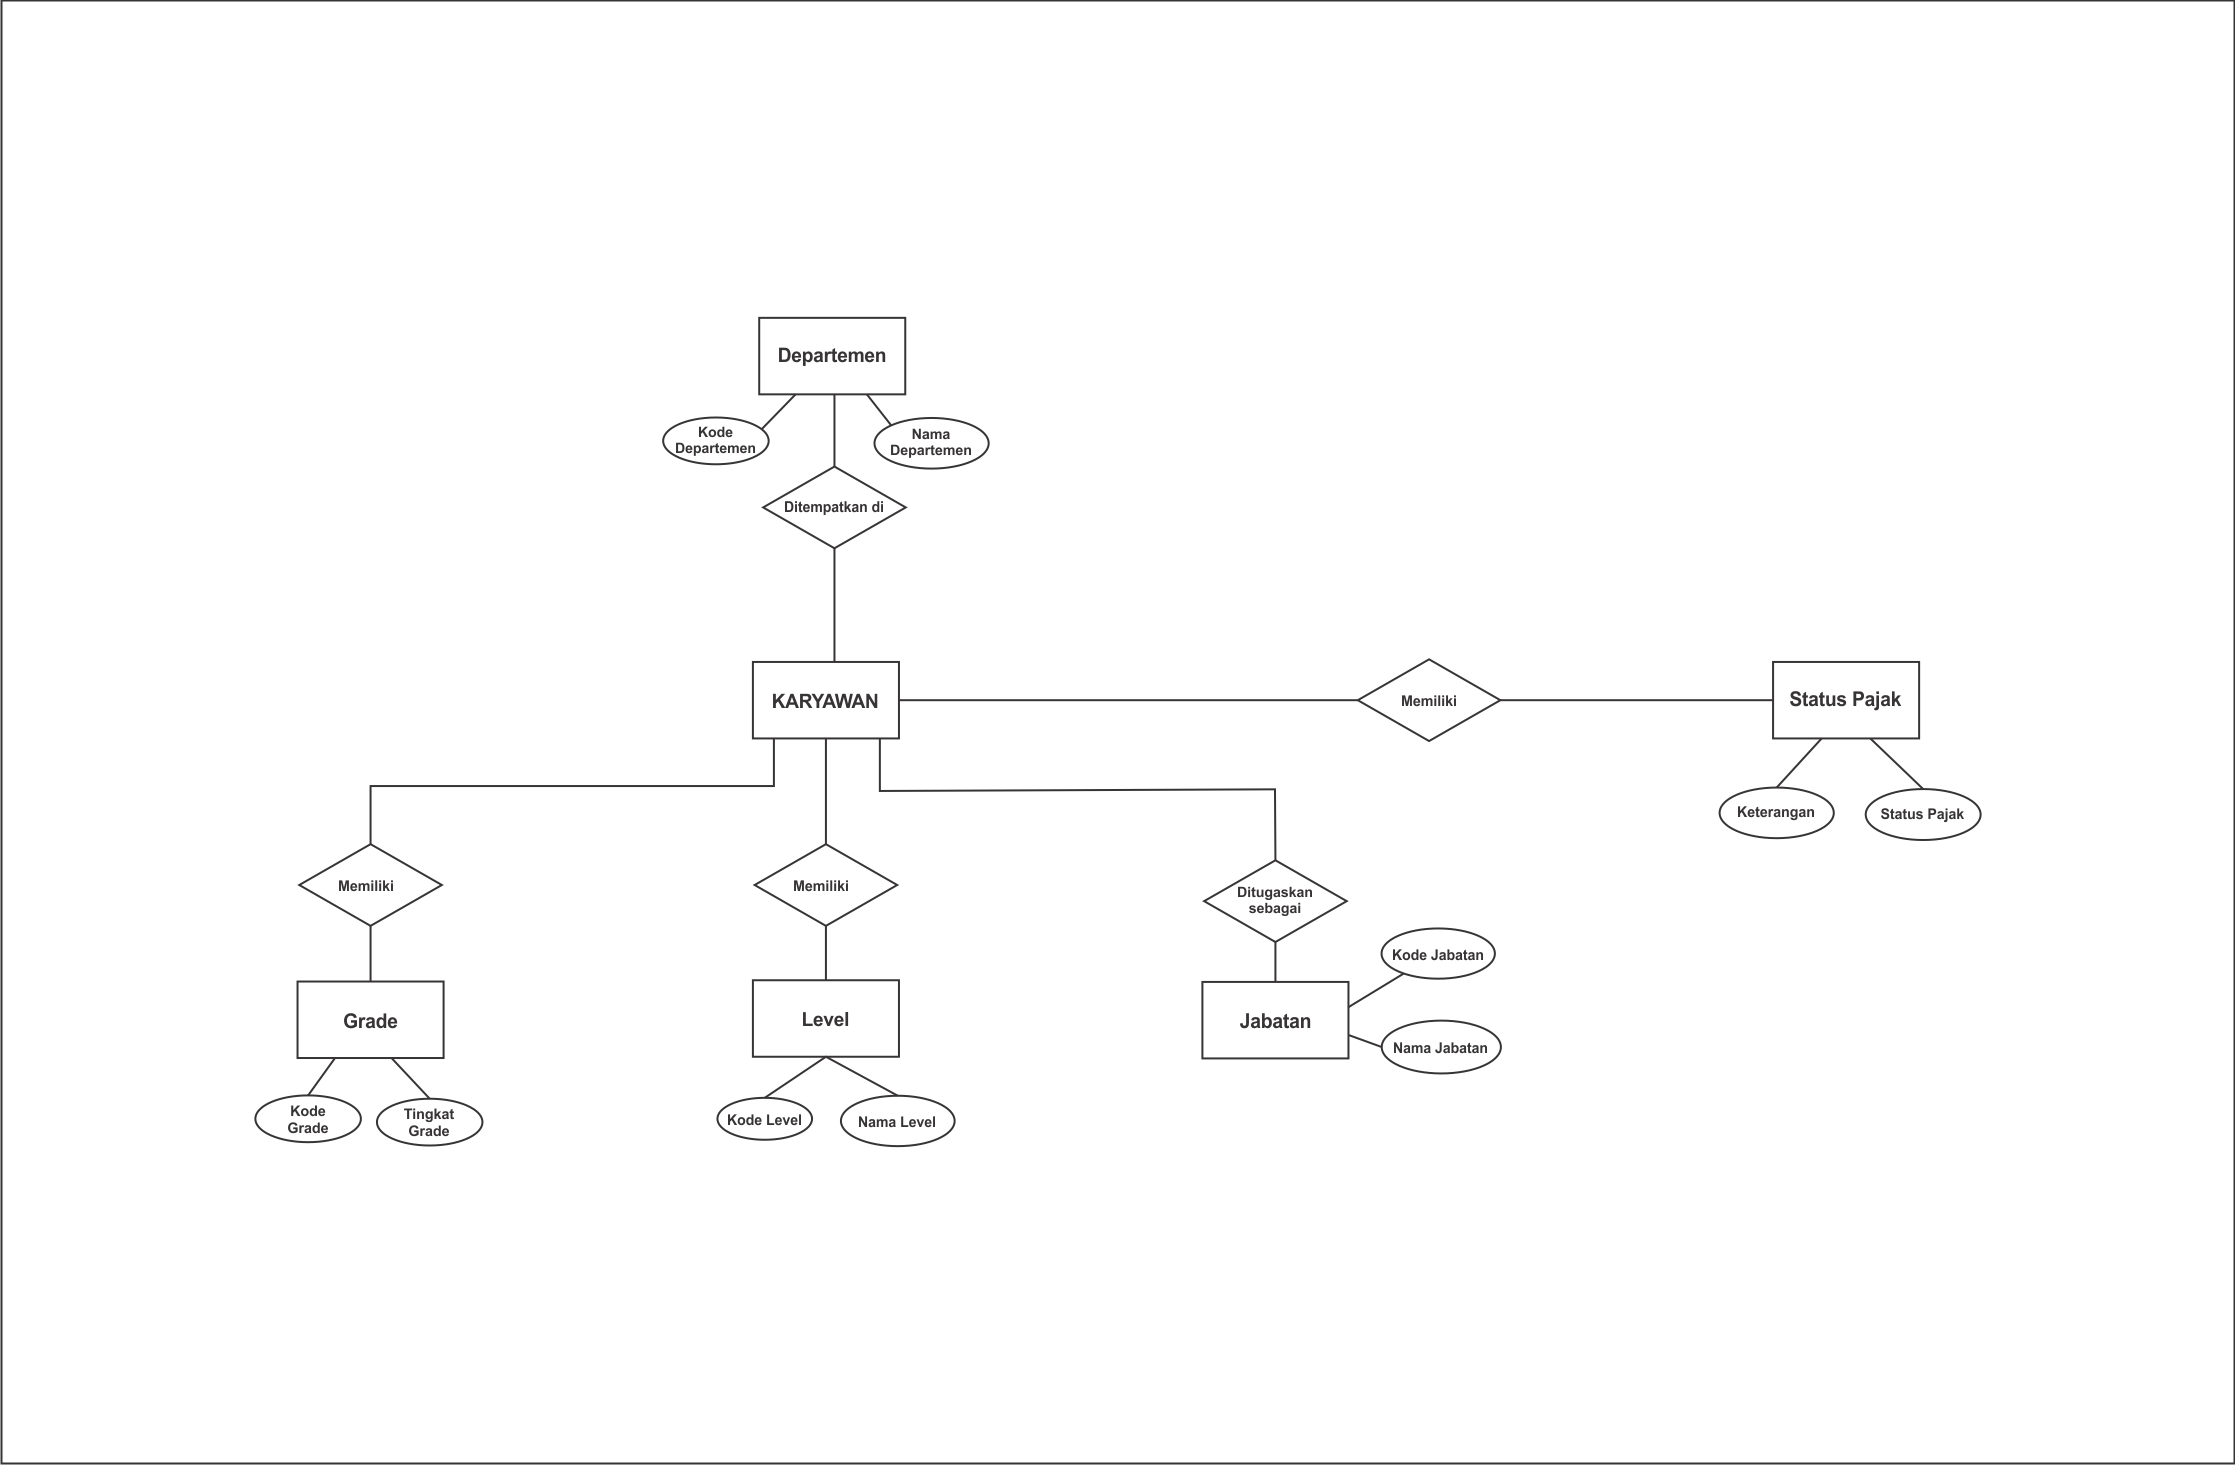 Departemen
Kode
Departemen
Nama
Departemen
Ditempatkan di
KARYAWAN
Memiliki
Status Pajak
Keterangan
Status Pajak
Memiliki
Memiliki
Ditugaskan
sebagai
Kode Jabatan
Grade
Level
Jabatan
Nama Jabatan
Kode
Grade
Tingkat
Grade
Kode Level
Nama Level